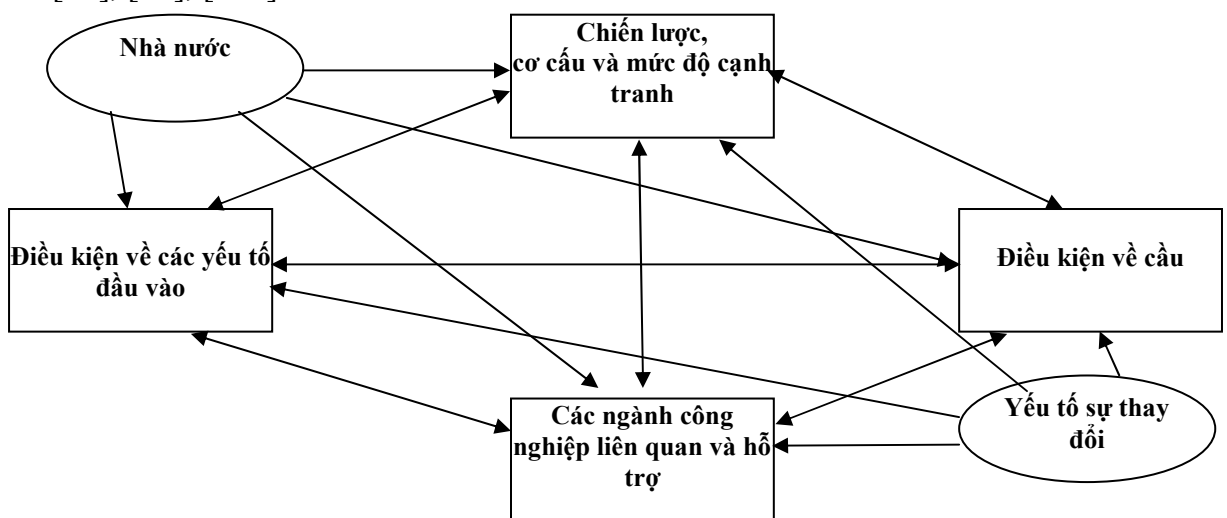 Nhà nước
Chiến lược,
cơ cấu và mức độ cạnh
tranh
Điều kiện về các yếu tố
đầu vào
Điều kiện về cầu
Các ngành công
nghiệp liên quan và hỗ
trợ
Yếu tố sự thay
đổi